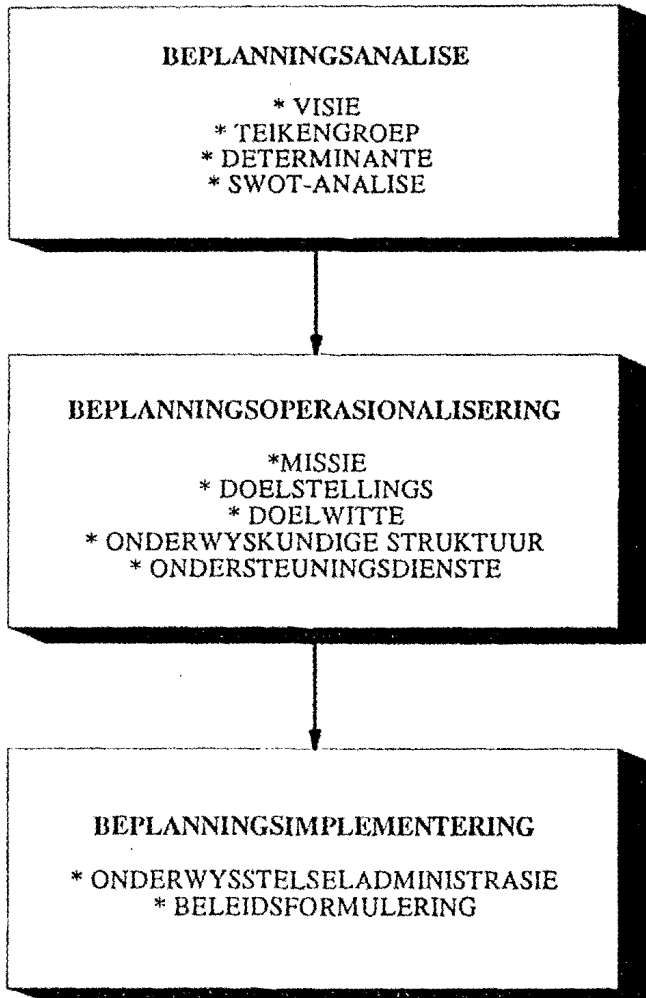 BEPLANNINGSANALISE
* VISIE
* TEIKENGROEP
* DETERMINANTE
* SWOT-ANALISE
BEPLANNINGSOPERASIONALISERING
*MISSIE
* DOELSTELLINGS
* DOELWITTE
* ONDERWYSKUNDIGE STRUKTUUR
* ONDERSTEUNINGSDIENSTE
BEPLANNINGSIMPLEMENTERING
* ONDERWYSSTELSELADMINISTRASIE
* BELEIDSFORMULERING